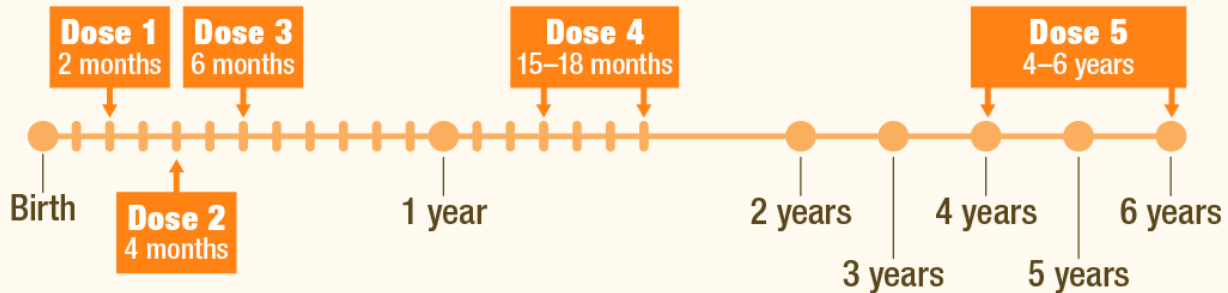 Dose 1
2 months
Dose 3
6 months
Dose 4
15–18 months
Dose 5
4–6 years
Birth
Dose 2
4 months
1 year
2 years
3 years
4 years
5 years
6 years